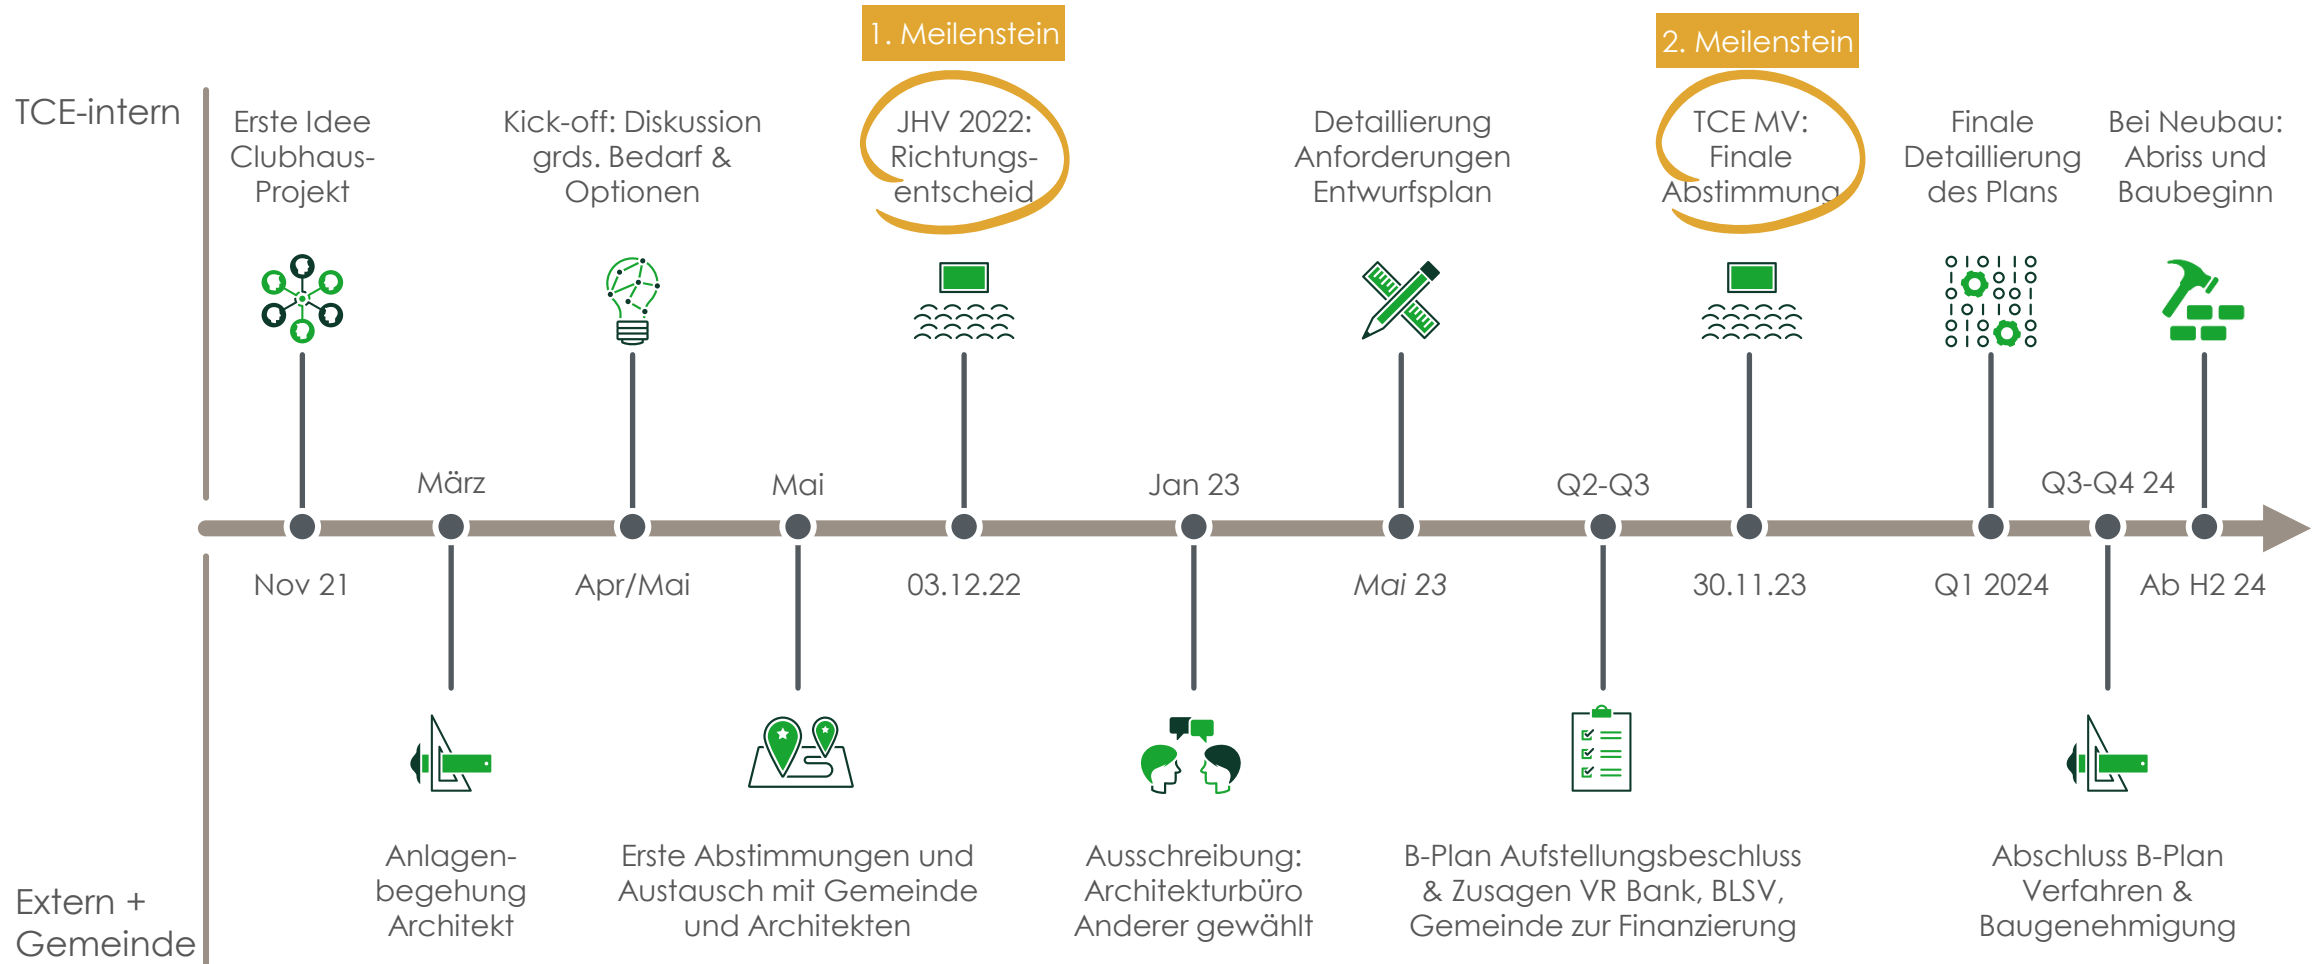 1. Meilenstein
2. Meilenstein
TCE-intern
Erste Idee
Clubhaus-
Projekt
Kick-off: Diskussion
grds. Bedarf &
Optionen
JHV 2022:
Richtungs-
entscheid
Detaillierung
Anforderungen
Entwurfsplan
TCE MV:
Finale
Abstimmung
Finale
Detaillierung
des Plans
Bei Neubau:
Abriss und
Baubeginn
März
Mai
Jan 23
Q2-Q3
Q3-Q4 24
Nov 21
Apr/Mai
03.12.22
Mai 23
30.11.23
Q1 2024
Ab H2 24
Extern +
Gemeinde
Anlagen-
begehung
Architekt
Erste Abstimmungen und
Austausch mit Gemeinde
und Architekten
Ausschreibung:
Architekturbüro
Anderer gewählt
B-Plan Aufstellungsbeschluss
& Zusagen VR Bank, BLSV,
Gemeinde zur Finanzierung
Abschluss B-Plan
Verfahren &
Baugenehmigung